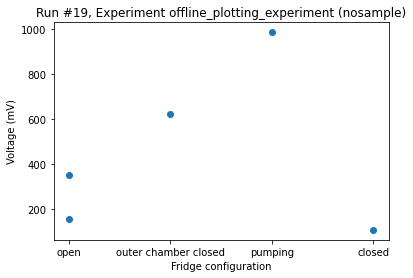 Run #19, Experiment offline_plotting_experiment (nosample)
1000
800
600
400
200
Voltage (mV)
open outer chamber closed pumping closed
Fridge configuration